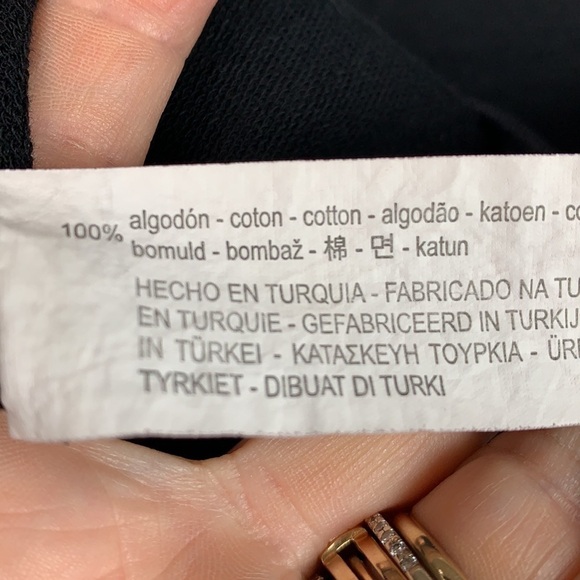 100% algodón - coton - cotton - algodão - katoen -
bomuld - bombaž - 棉 - 면 - katun
HECHO EN TURQUIA - FABRICADO NA
EN TURQUIE - GEFABRICEERD IN
IN TÜRKEI - ΚΑΤΑΣΚΕΥΗ ΤΟΥΡΚΙΑ -
TYRKIET - DIBUAT DI TURKI